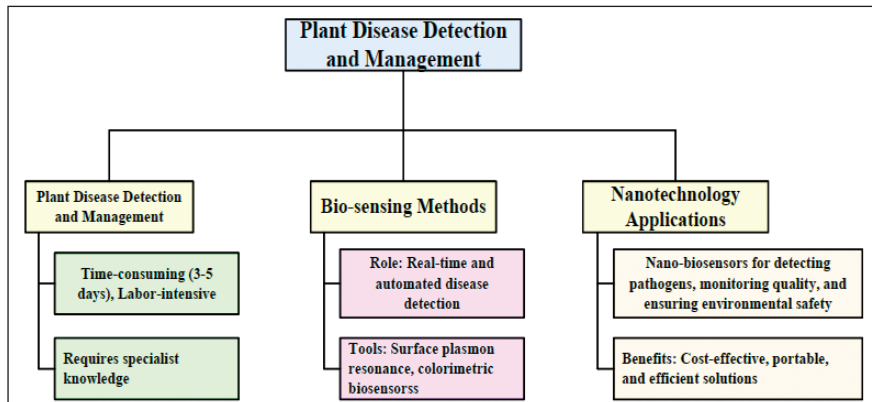 Plant Disease Detection
and Management
Plant Disease Detection
and Management
Time-consuming (3-5
days), Labor-intensive
Requires specialist
knowledge
Bio-sensing Methods
Role: Real-time and
automated disease
detection
Tools: Surface plasmon
resonance, colorimetric
biosensorss
Nanotechnology
Applications
Nano-biosensors for detecting
pathogens, monitoring quality, and
ensuring environmental safety
Benefits: Cost-effective, portable,
and efficient solutions